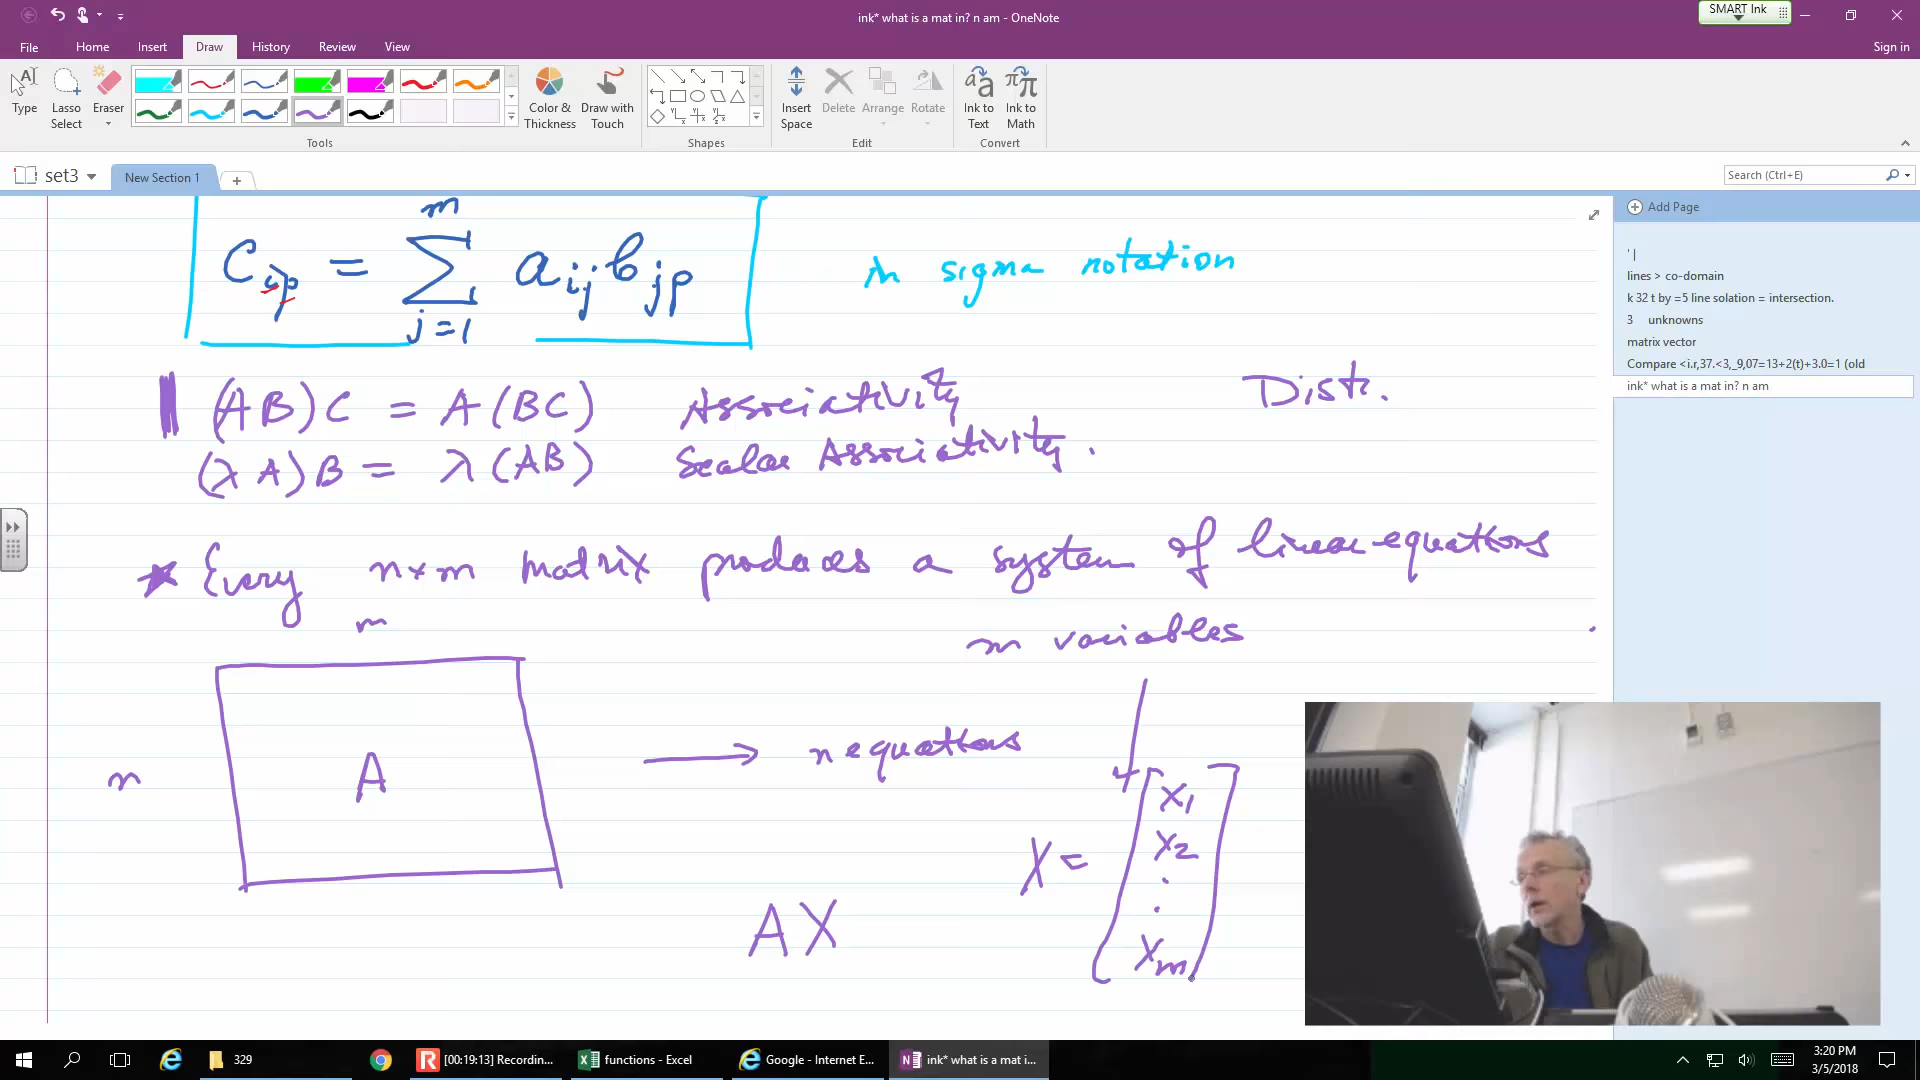 ink* what is a mat in? n am - OneNote
SMART Ink
File Home Insert Draw History Review View
Sign in
Type
Lasso Select
Eraser
Color & Thickness
Draw with Touch
Insert Space
Delete
Arrange
Rotate
Ink to Text
Ink to Math
Tools
Shapes
Edit
Convert
set3
New Section 1
Search (Ctrl+E)
Add Page
' |
lines > co-domain
k 32 t by =5 line solation = intersection.
3 unknowns
matrix vector
Compare <i.r,37.<3,_9,07=13+2(t)+3.0=1 (old
ink* what is a mat in? n am
m
C_ip = Σ a_ij b_jp in sigma notation
j=1
(AB)C = A(BC) Associativity Distr.
(λA)B = λ(AB) Scalar Associativity.
* Every n×m matrix produces a system of linear equations
m m variables
n A → n equations
X = [x1 x2 . . xm]
AX
329
[00:19:13] Recordin...
functions - Excel
Google - Internet E...
ink* what is a mat i...
3:20 PM
3/5/2018